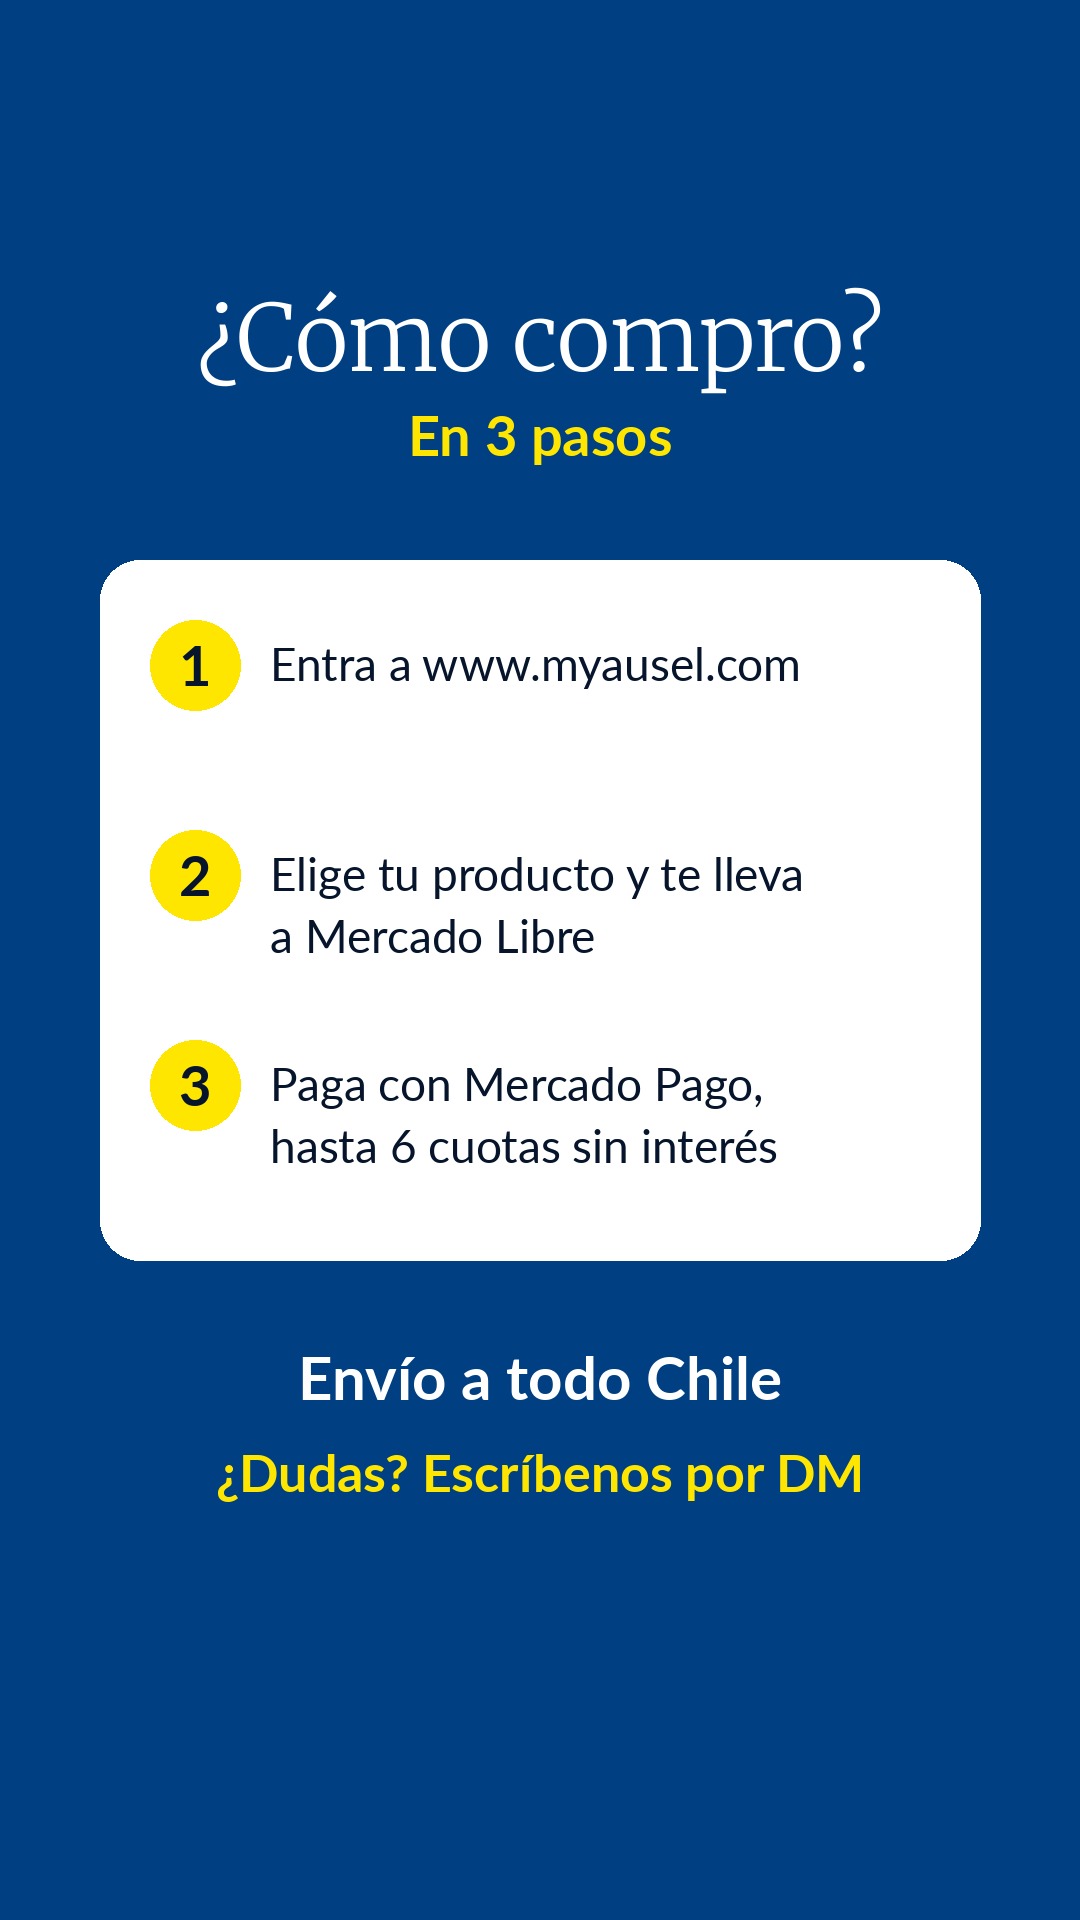 ¿Cómo compro?
En 3 pasos
1 Entra a www.myausel.com
2 Elige tu producto y te lleva
a Mercado Libre
3 Paga con Mercado Pago,
hasta 6 cuotas sin interés
Envío a todo Chile
¿Dudas? Escríbenos por DM